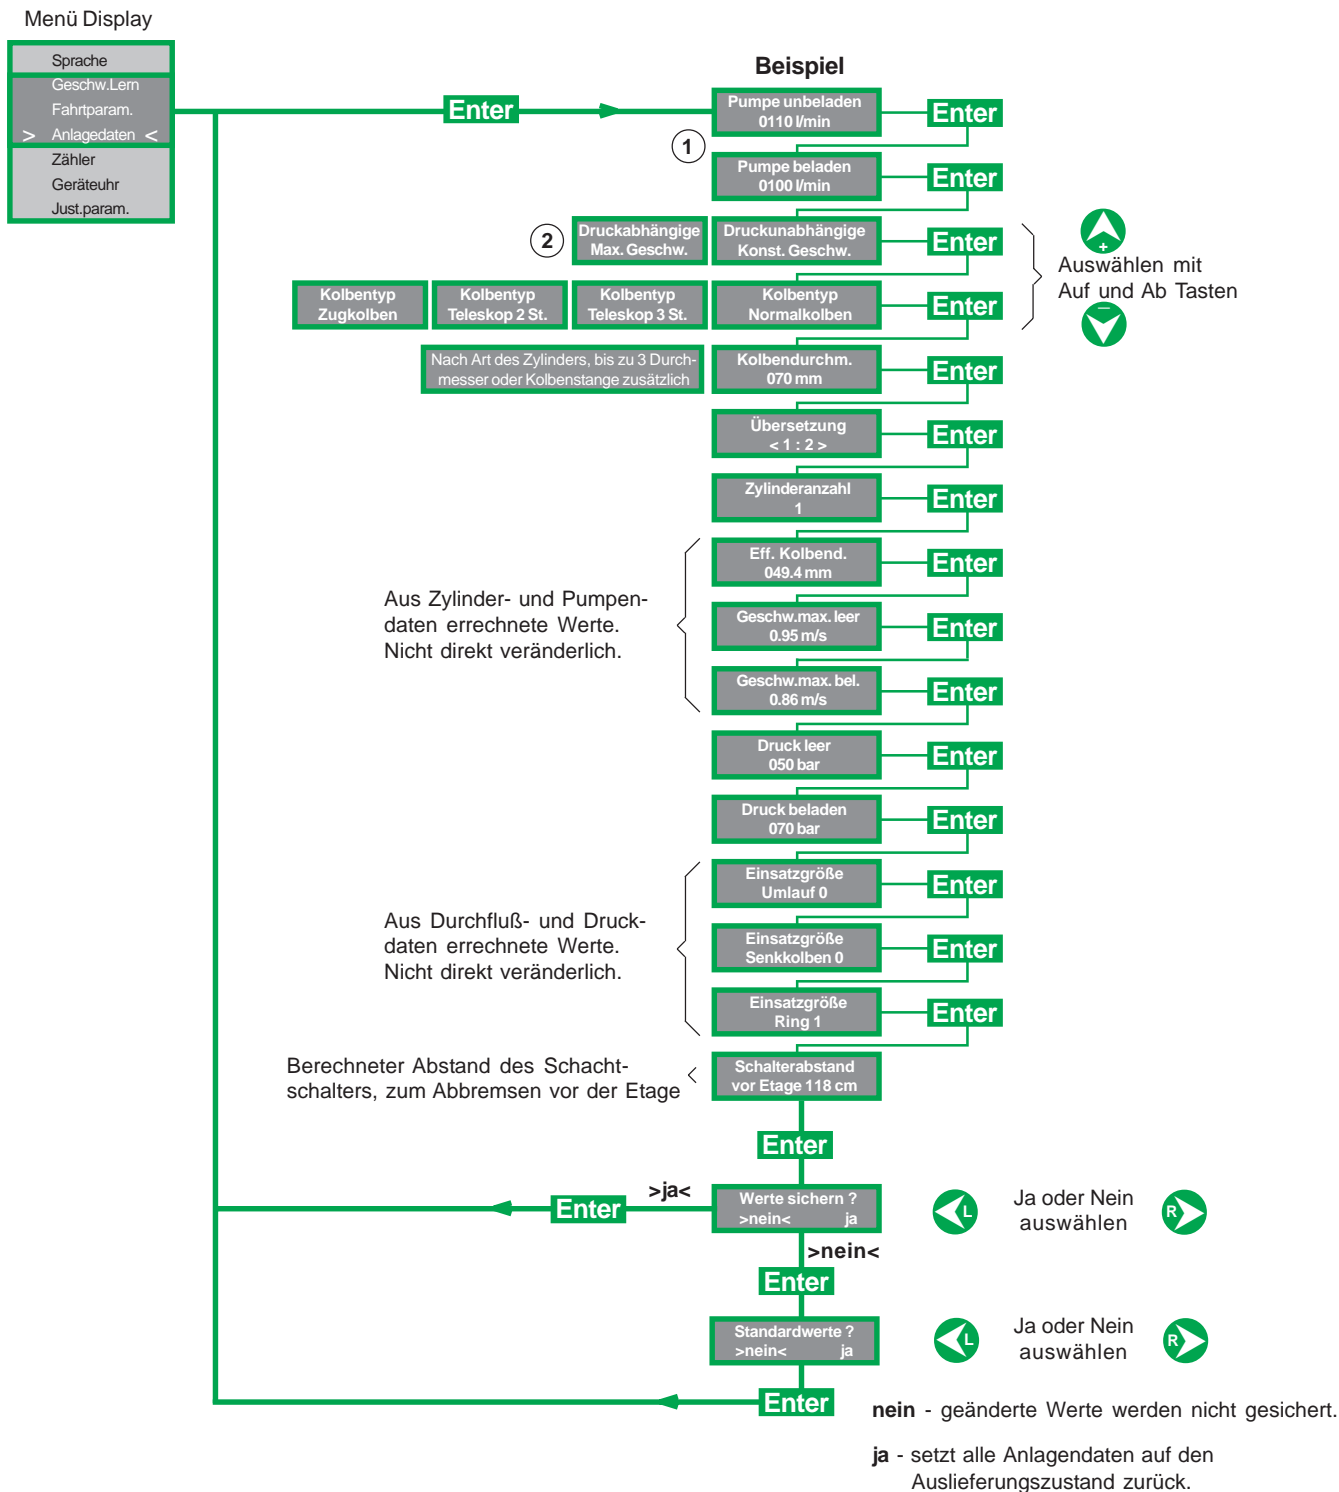 Menü Display
Sprache
Geschw.Lern
Fahrtparam.
> Anlagedaten <
Zähler
Geräteuhr
Just.param.
Beispiel
Enter
Pumpe unbeladen
0110 l/min
Enter
1
Pumpe beladen
0100 l/min
Enter
2
Druckabhängige
Max. Geschw.
Druckunabhängige
Konst. Geschw.
Enter
+
Auswählen mit
Auf und Ab Tasten
–
Kolbentyp
Zugkolben
Kolbentyp
Teleskop 2 St.
Kolbentyp
Teleskop 3 St.
Kolbentyp
Normalkolben
Enter
Nach Art des Zylinders, bis zu 3 Durch-
messer oder Kolbenstange zusätzlich
Kolbendurchm.
070 mm
Enter
Übersetzung
< 1 : 2 >
Enter
Zylinderanzahl
1
Enter
Aus Zylinder- und Pumpen-
daten errechnete Werte.
Nicht direkt veränderlich.
Eff. Kolbend.
049.4 mm
Enter
Geschw.max. leer
0.95 m/s
Enter
Geschw.max. bel.
0.86 m/s
Enter
Druck leer
050 bar
Enter
Druck beladen
070 bar
Enter
Aus Durchfluß- und Druck-
daten errechnete Werte.
Nicht direkt veränderlich.
Einsatzgröße
Umlauf 0
Enter
Einsatzgröße
Senkkolben 0
Enter
Einsatzgröße
Ring 1
Enter
Berechneter Abstand des Schacht-
schalters, zum Abbremsen vor der Etage
Schalterabstand
vor Etage 118 cm
Enter
Enter
>ja<
Werte sichern ?
>nein< ja
L
Ja oder Nein
auswählen
R
>nein<
Enter
Standardwerte ?
>nein< ja
L
Ja oder Nein
auswählen
R
Enter
nein - geänderte Werte werden nicht gesichert.
ja - setzt alle Anlagendaten auf den
Auslieferungszustand zurück.